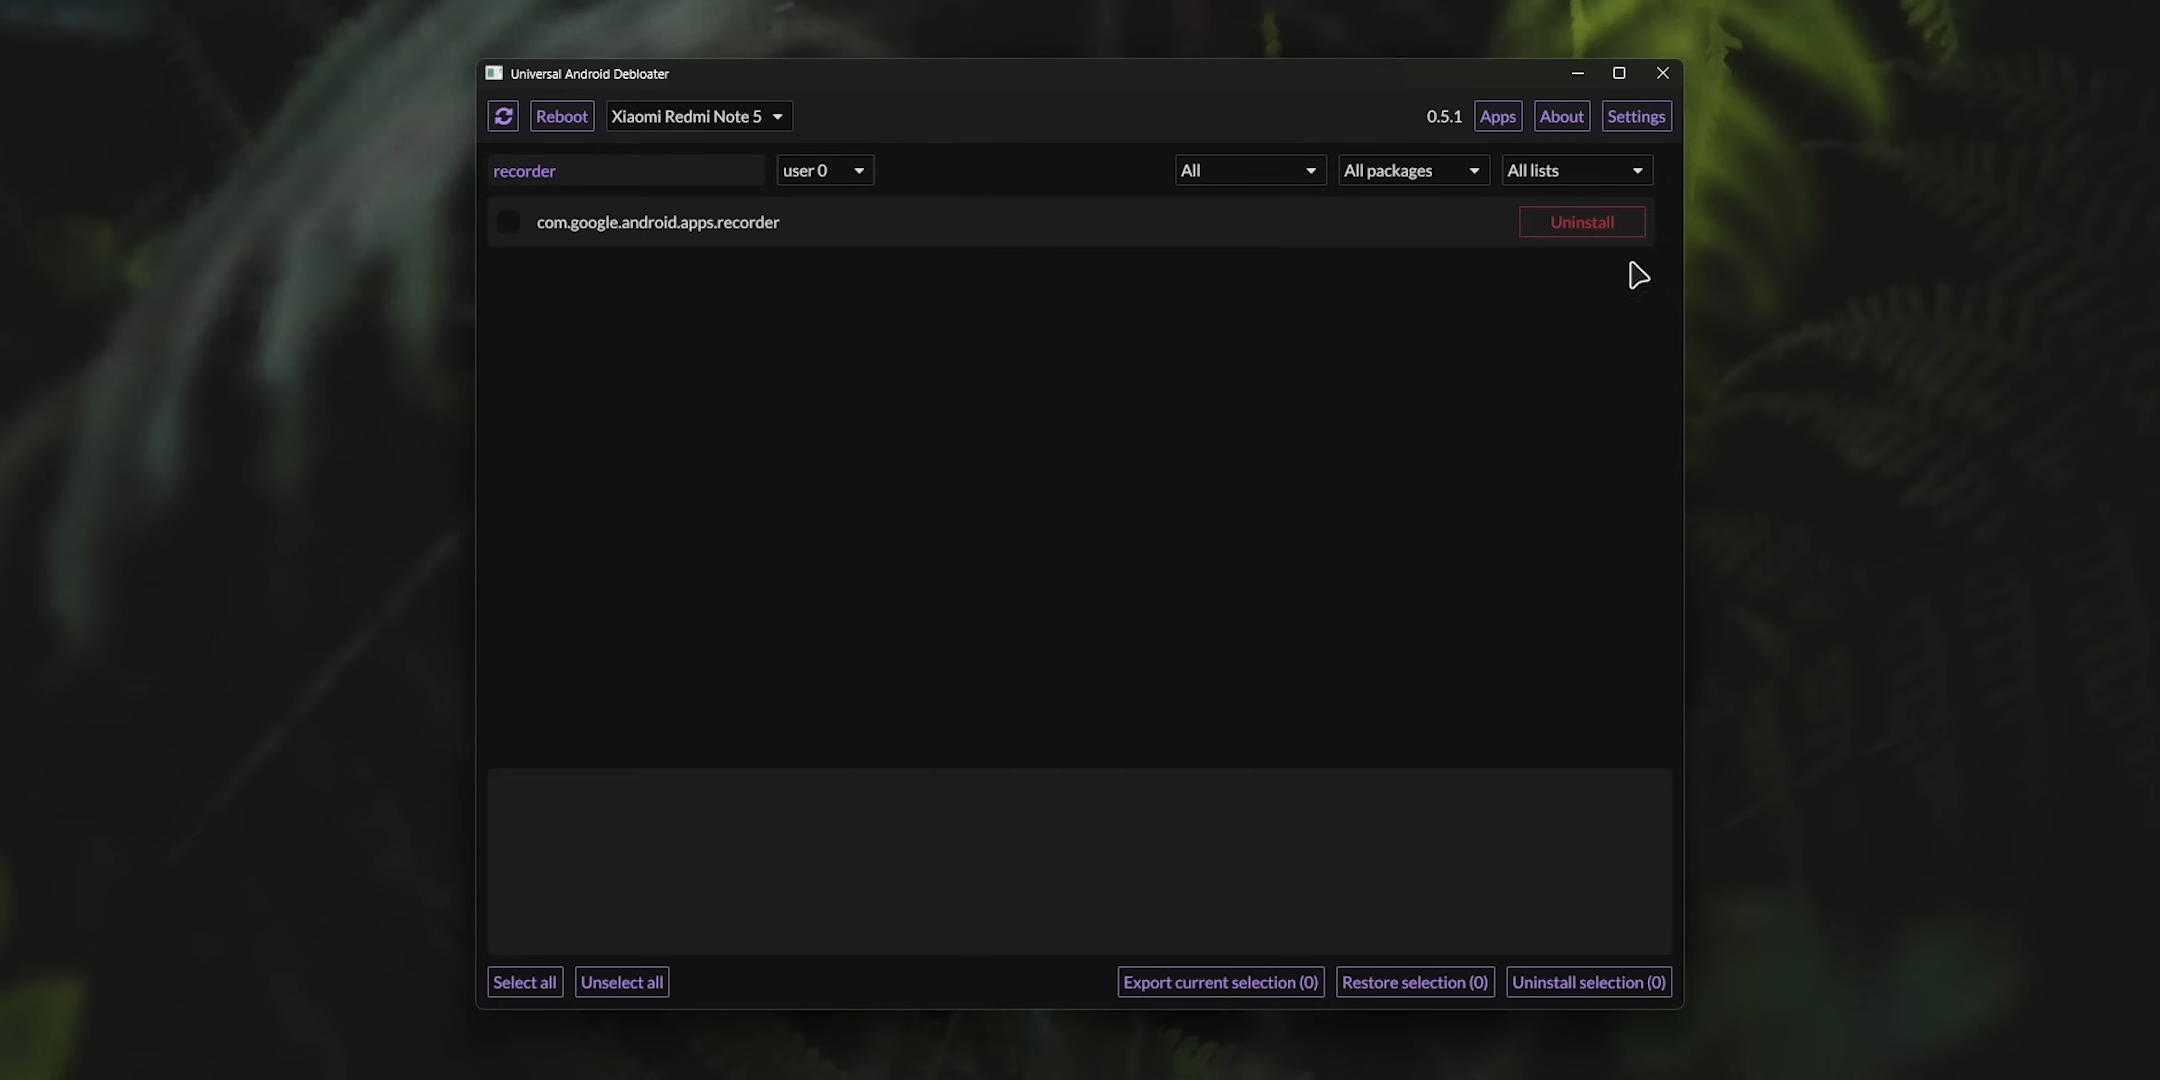 Universal Android Debloater
Reboot
Xiaomi Redmi Note 5
0.5.1
Apps
About
Settings
recorder
user 0
All
All packages
All lists
com.google.android.apps.recorder
Uninstall
Select all
Unselect all
Export current selection (0)
Restore selection (0)
Uninstall selection (0)